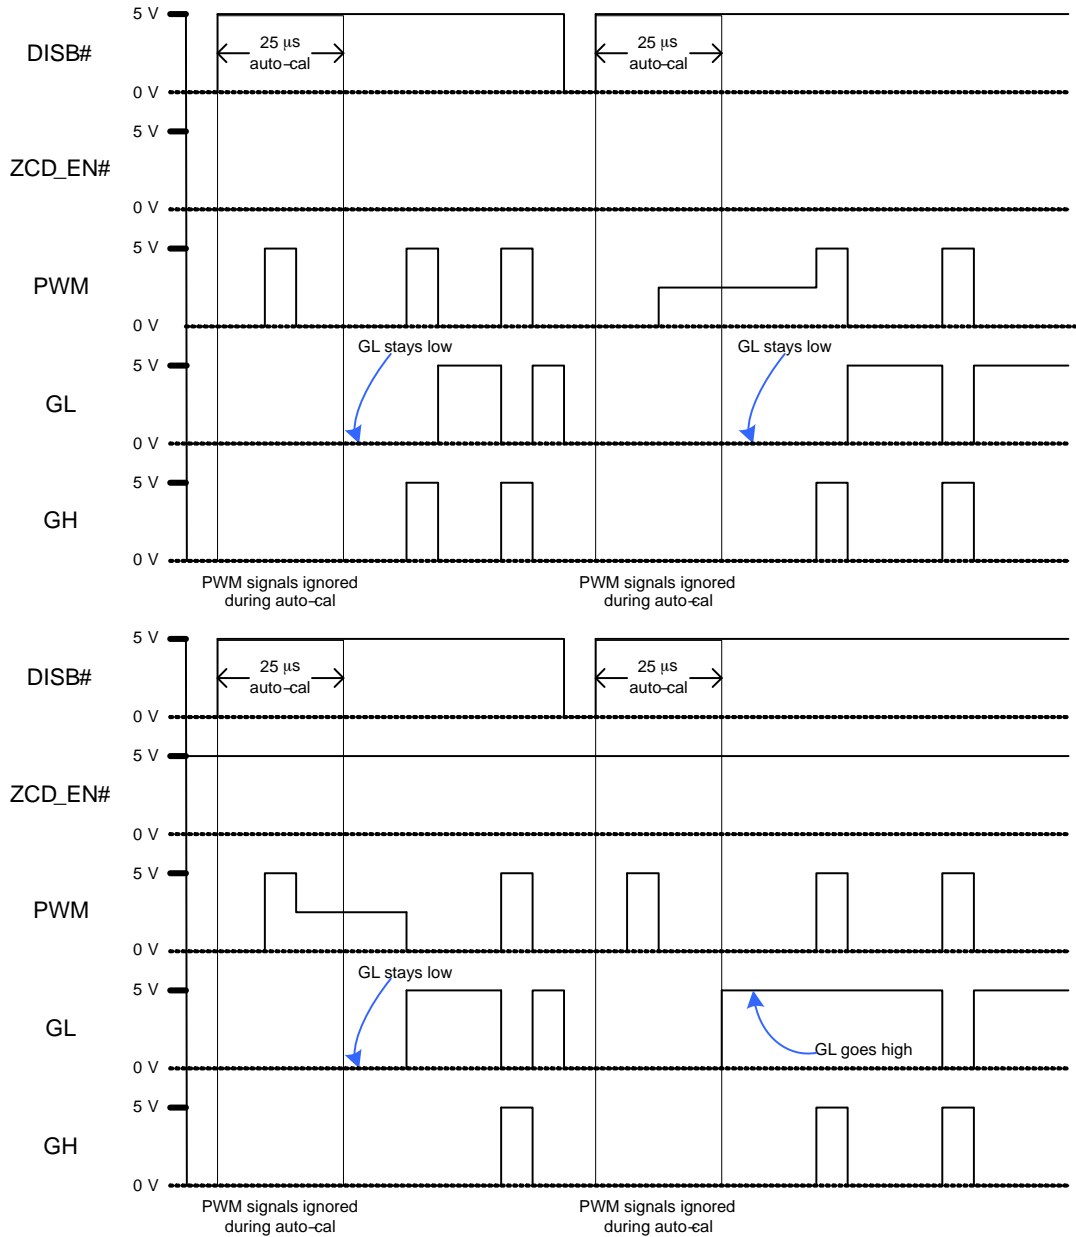 5 V
DISB#
25 μs
auto-cal
25 μs
auto-cal
0 V
5 V
ZCD_EN#
0 V
5 V
PWM
0 V
GL stays low
GL stays low
5 V
GL
0 V
5 V
GH
0 V
PWM signals ignored
during auto-cal
PWM signals ignored
during auto-cal
5 V
DISB#
25 μs
auto-cal
25 μs
auto-cal
0 V
5 V
ZCD_EN#
0 V
5 V
PWM
0 V
GL stays low
5 V
GL
GL goes high
0 V
5 V
GH
0 V
PWM signals ignored
during auto-cal
PWM signals ignored
during auto-cal